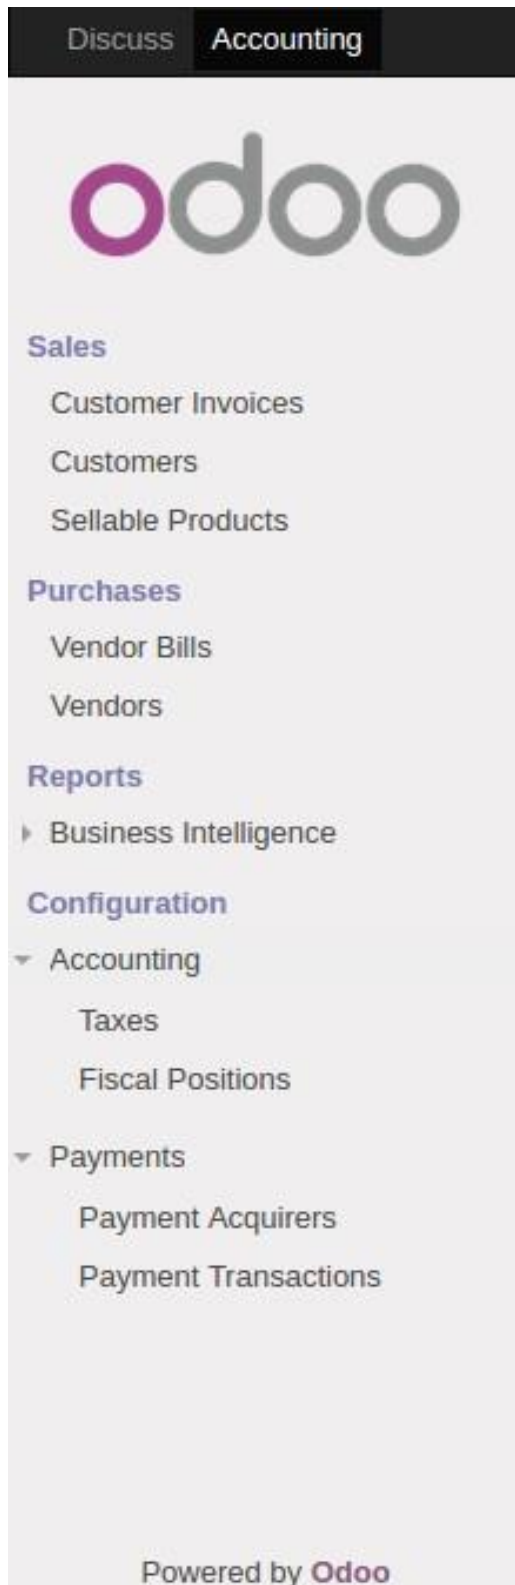 Discuss Accounting
odoo
Sales
Customer Invoices
Customers
Sellable Products
Purchases
Vendor Bills
Vendors
Reports
Business Intelligence
Configuration
Accounting
Taxes
Fiscal Positions
Payments
Payment Acquirers
Payment Transactions
Powered by Odoo